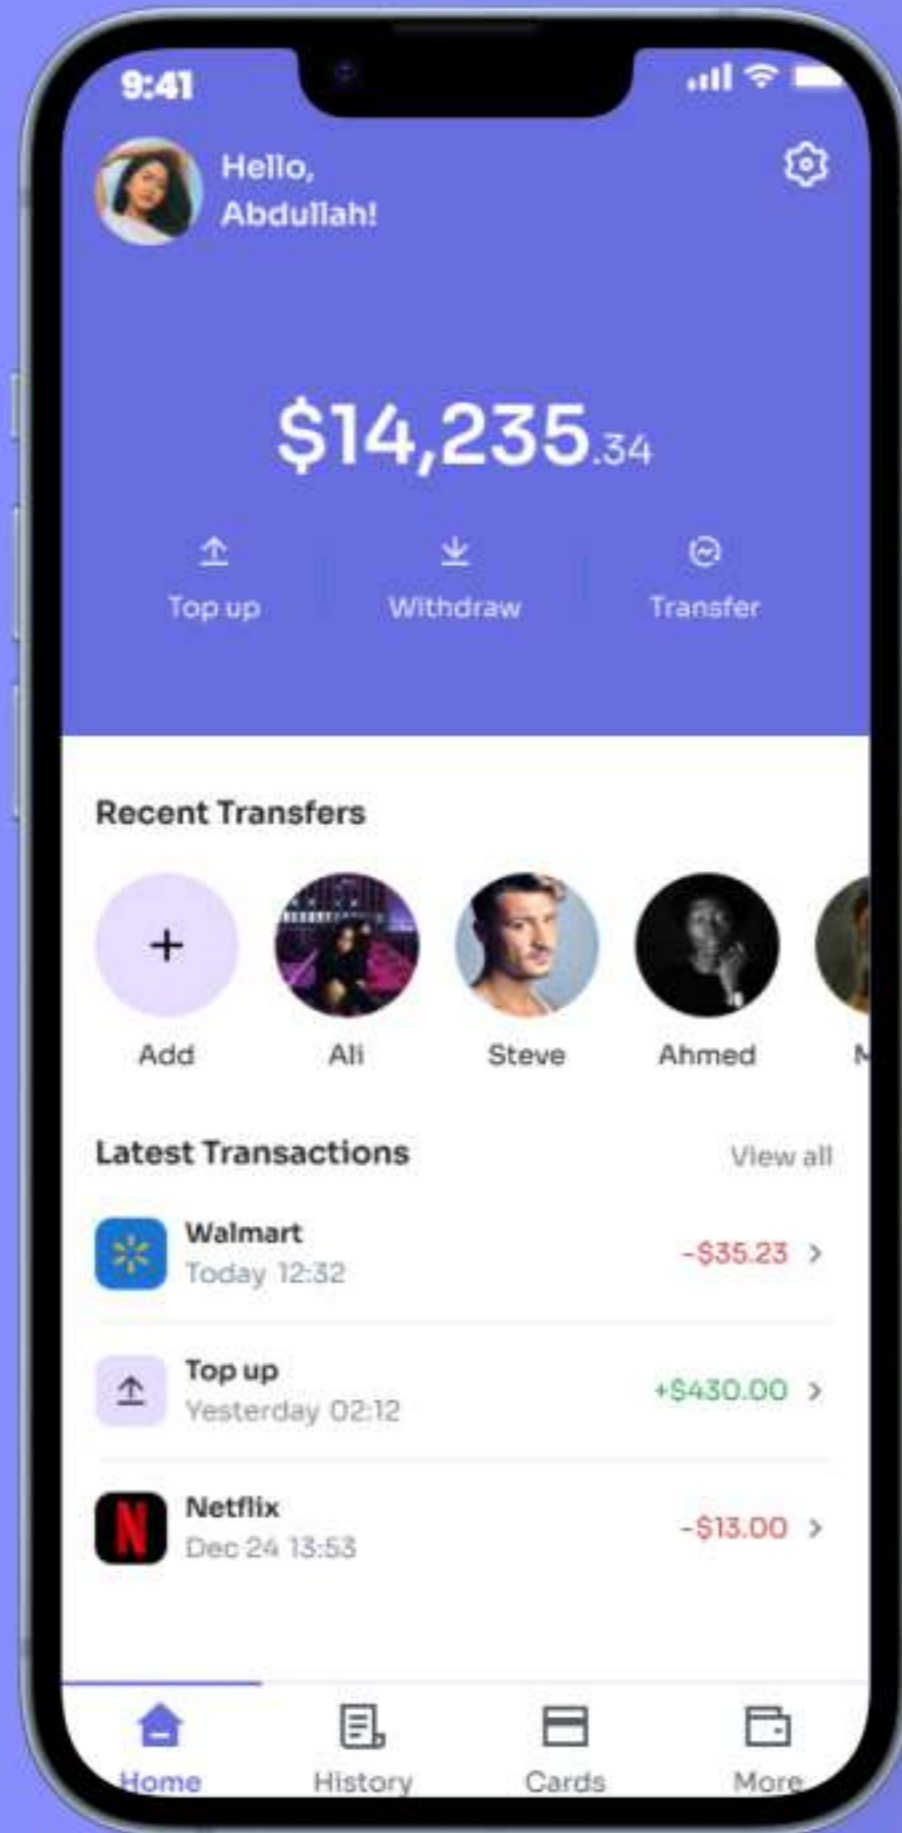 9:41
Hello,
Abdullah!
$14,235.34
Top up
Withdraw
Transfer
Recent Transfers
+
Add
Ali
Steve
Ahmed
Latest Transactions
View all
Walmart
-$35.23 >
Today 12:32
Top up
+$430.00 >
Yesterday 02:12
N
Netflix
-$13.00 >
Dec 24 13:53
Home
History
Cards
More